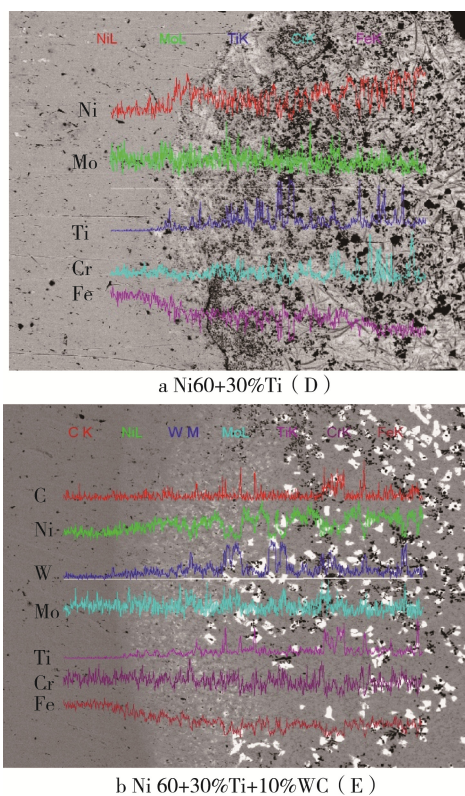 NiL MoL TiK CrK FeK
Ni
Mo
Ti
Cr
Fe
a Ni60+30%Ti（D）
C K NiL W M MoL TiK CrK FeK
C
Ni
W
Mo
Ti
Cr
Fe
b Ni 60+30%Ti+10%WC（E）